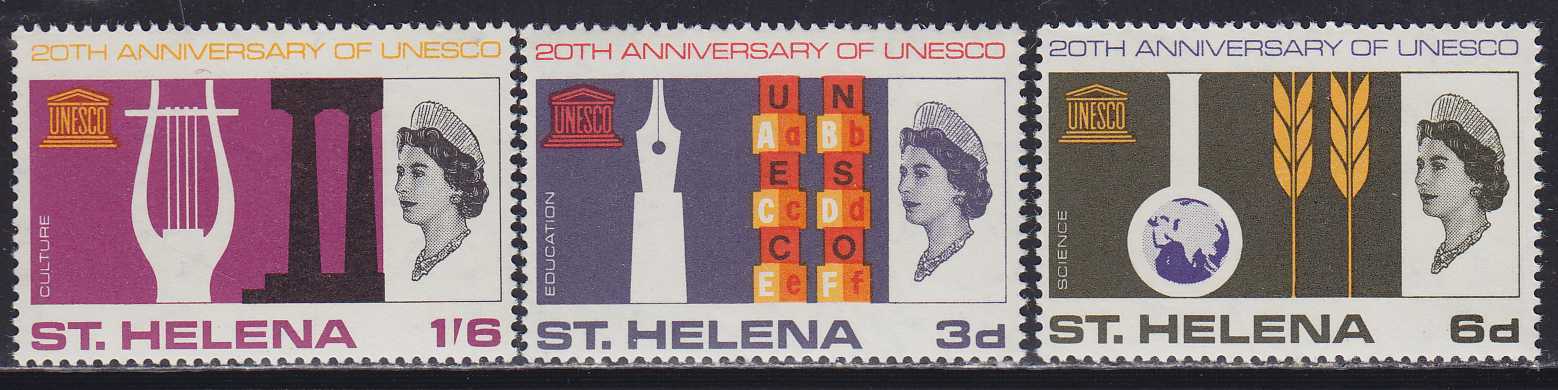 20TH ANNIVERSARY OF UNESCO
UNESCO
CULTURE
ST. HELENA 1/6
20TH ANNIVERSARY OF UNESCO
UNESCO
U N
A a B b
E S
C c D d
C O
E e F f
EDUCATION
ST. HELENA 3d
20TH ANNIVERSARY OF UNESCO
UNESCO
SCIENCE
ST. HELENA 6d